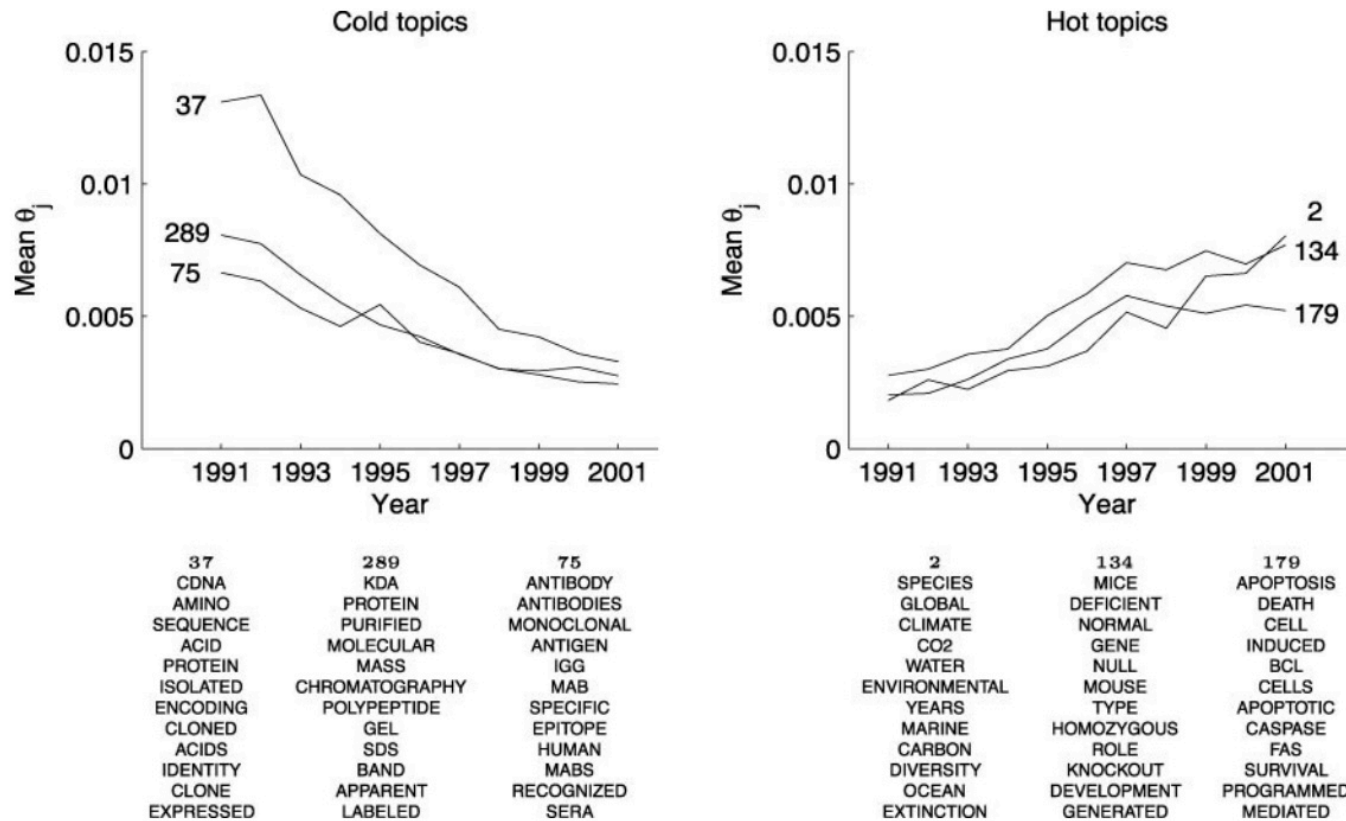 Cold topics
0.015
0.01
0.005
0
Mean θj
37
289
75
1991 1993 1995 1997 1999 2001
Year
Hot topics
0.015
0.01
0.005
0
Mean θj
2
134
179
1991 1993 1995 1997 1999 2001
Year
37 289 75
CDNA KDA ANTIBODY
AMINO PROTEIN ANTIBODIES
SEQUENCE PURIFIED MONOCLONAL
ACID MOLECULAR ANTIGEN
PROTEIN MASS IGG
ISOLATED CHROMATOGRAPHY MAB
ENCODING POLYPEPTIDE SPECIFIC
CLONED GEL EPITOPE
ACIDS SDS HUMAN
IDENTITY BAND MABS
CLONE APPARENT RECOGNIZED
EXPRESSED LABELED SERA
2 134 179
SPECIES MICE APOPTOSIS
GLOBAL DEFICIENT DEATH
CLIMATE NORMAL CELL
CO2 GENE INDUCED
WATER NULL BCL
ENVIRONMENTAL MOUSE CELLS
YEARS TYPE APOPTOTIC
MARINE HOMOZYGOUS CASPASE
CARBON ROLE FAS
DIVERSITY KNOCKOUT SURVIVAL
OCEAN DEVELOPMENT PROGRAMMED
EXTINCTION GENERATED MEDIATED